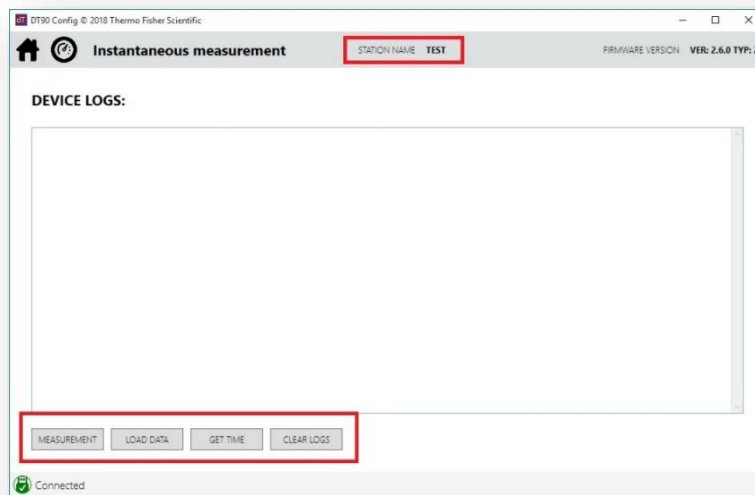 dT DT90 Config © 2018 Thermo Fisher Scientific
Instantaneous measurement STATION NAME TEST FIRMWARE VERSION VER: 2.6.0 TYP:
DEVICE LOGS:
MEASUREMENT LOAD DATA GET TIME CLEAR LOGS
Connected